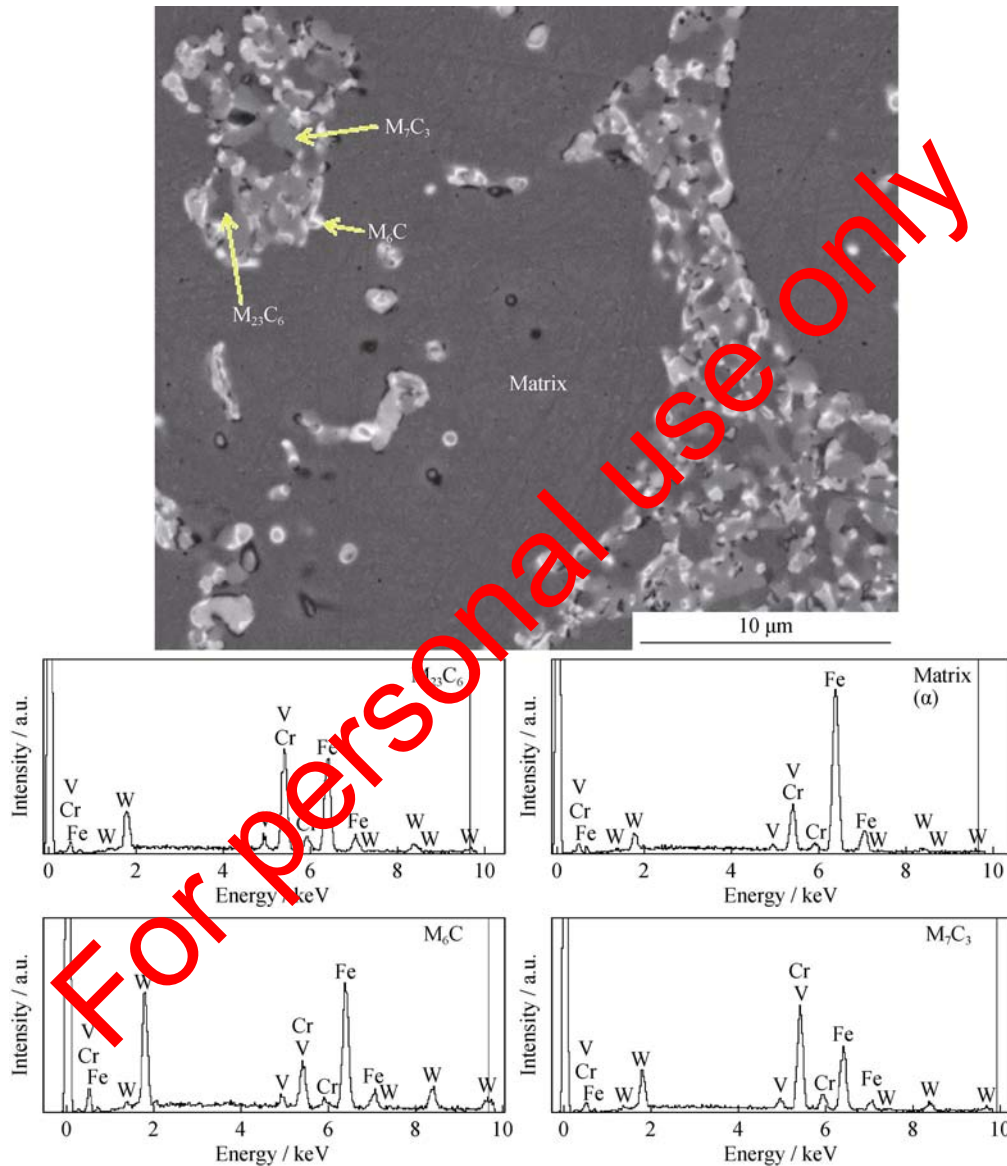 M₇C₃
M₆C
M₂₃C₆
Matrix
10 μm
For personal use only
M₂₃C₆
Intensity / a.u.
V
Cr
Fe
W
W
V
V
Cr
Cr
Fe
Fe
W
W
W
W
0 2 4 6 8 10
Energy / keV
Matrix
(α)
Intensity / a.u.
V
Cr
Fe
W
W
V
V
Cr
Cr
Fe
Fe
W
W
W
W
0 2 4 6 8 10
Energy / keV
M₆C
Intensity / a.u.
V
Cr
Fe
W
W
V
Cr
V
Cr
Fe
Fe
W
W
W
0 2 4 6 8 10
Energy / keV
M₇C₃
Intensity / a.u.
V
Cr
Fe
W
W
V
Cr
V
Cr
Fe
Fe
W
W
W
0 2 4 6 8 10
Energy / keV